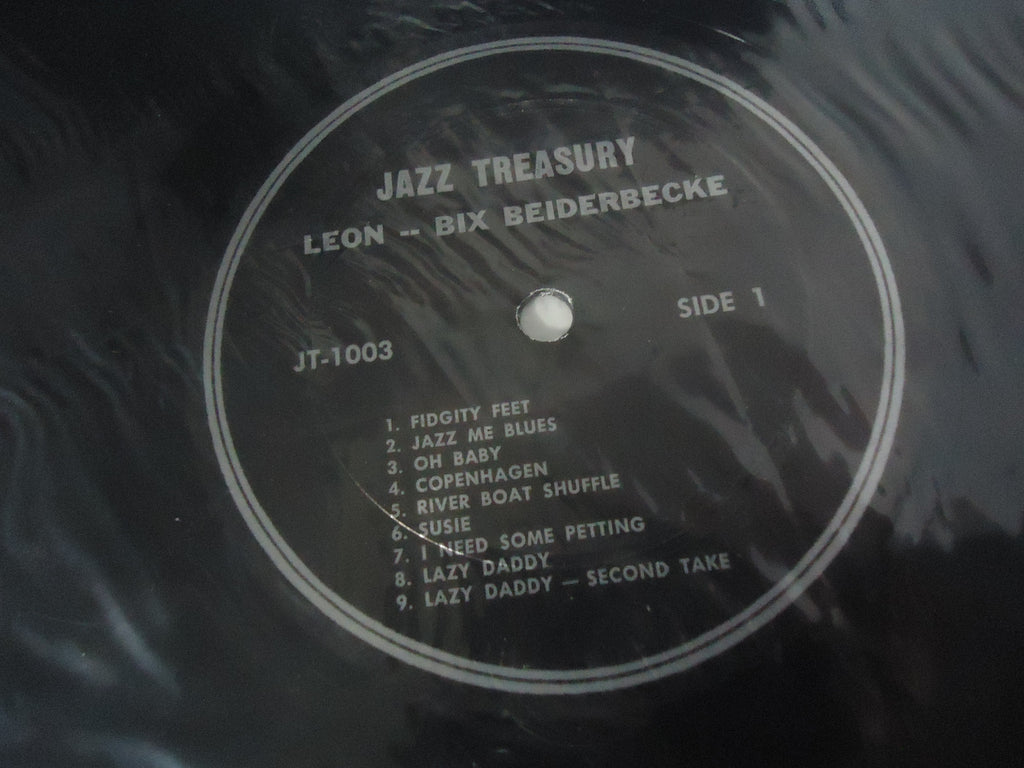 JAZZ TREASURY
LEON -- BIX BEIDERBECKE
SIDE 1
JT-1003
1. FIDGITY FEET
2. JAZZ ME BLUES
3. OH BABY
4. COPENHAGEN
5. RIVER BOAT SHUFFLE
6. SUSIE
7. I NEED SOME PETTING
8. LAZY DADDY
9. LAZY DADDY — SECOND TAKE